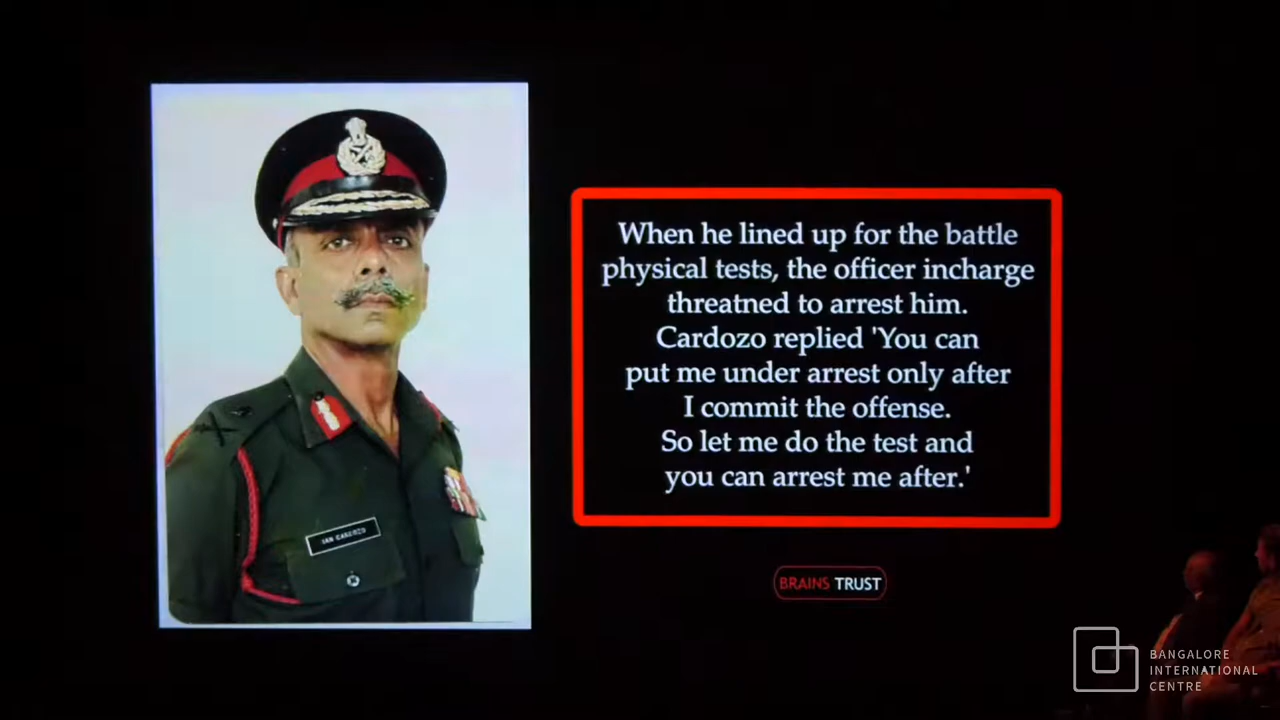 IAN CARDOZO
When he lined up for the battle
physical tests, the officer incharge
threatned to arrest him.
Cardozo replied 'You can
put me under arrest only after
I commit the offense.
So let me do the test and
you can arrest me after.'
BRAINS TRUST
BANGALORE
INTERNATIONAL
CENTRE